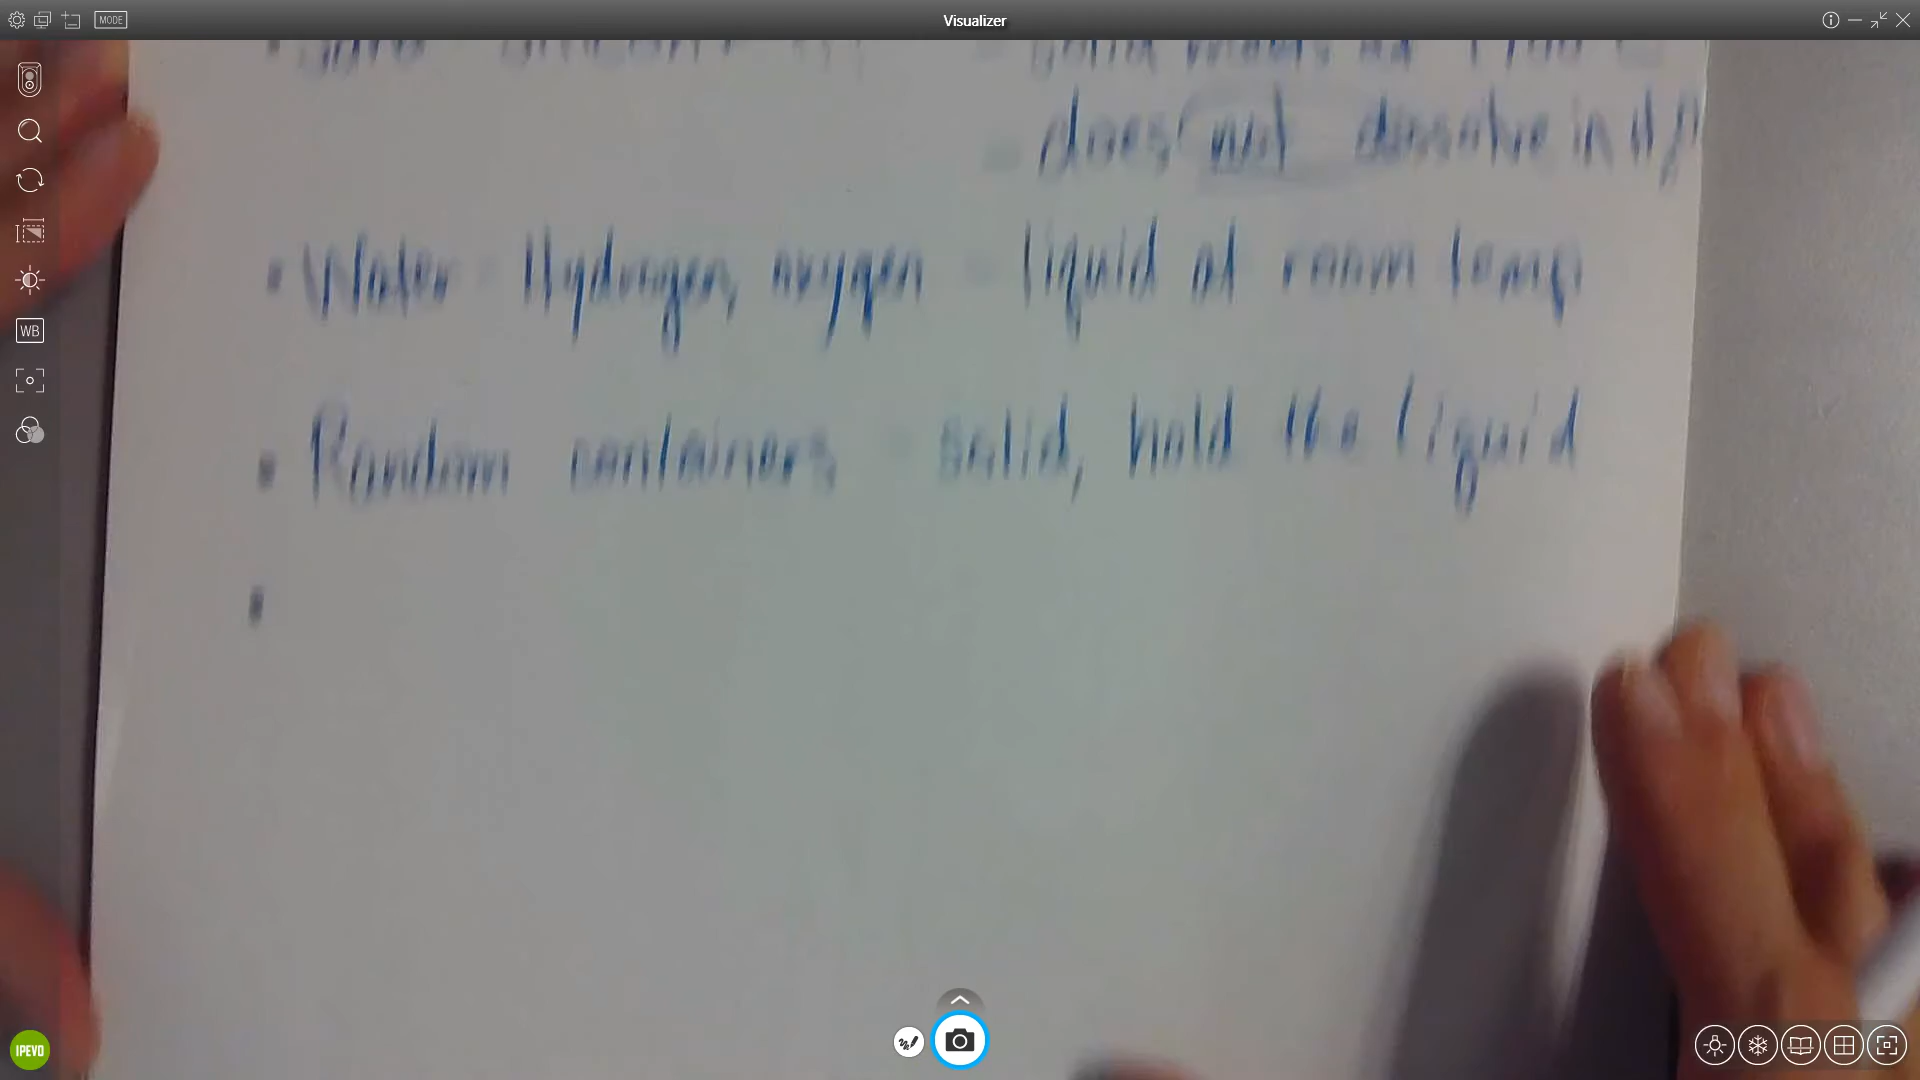 MODE
Visualizer
does not dissolve in it
• Water - Hydrogen, oxygen - liquid at room temp
WB
• Random containers - solid, hold the liquid
•
IPEVO